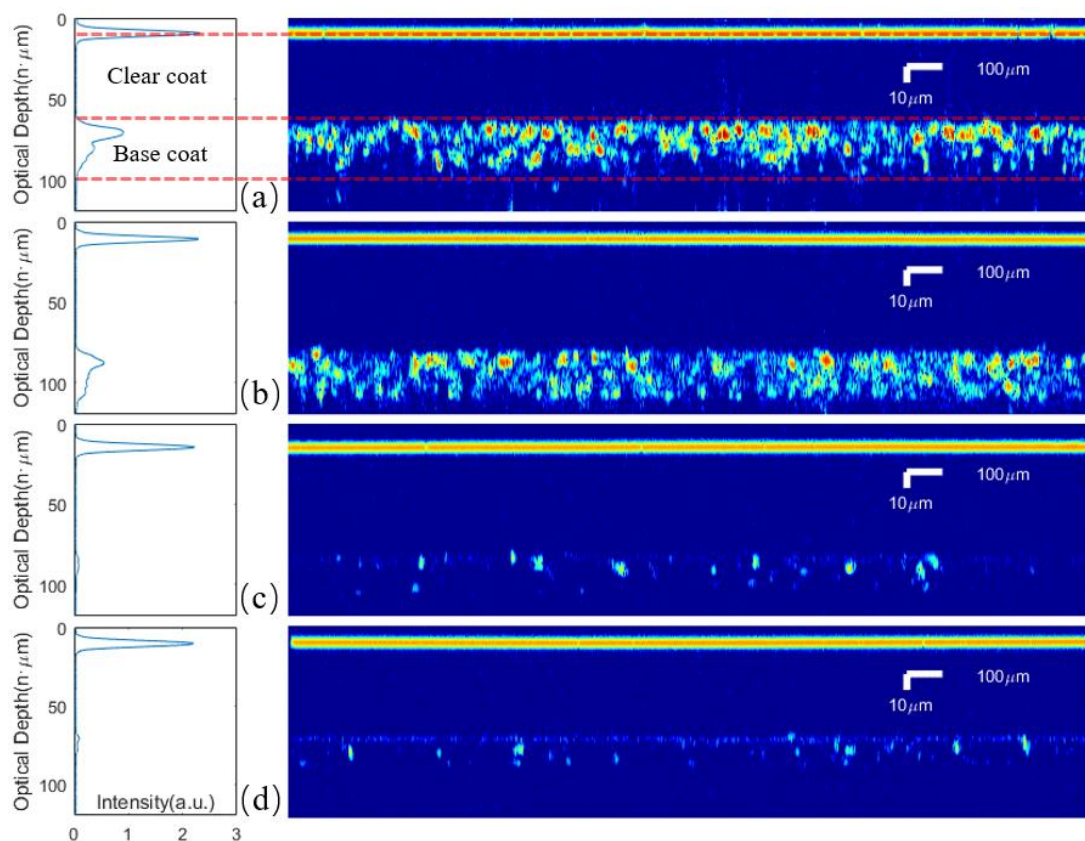 0
50
100
Optical Depth(n·μm)
Clear coat
Base coat
(a)
10μm
100μm
0
50
100
Optical Depth(n·μm)
(b)
10μm
100μm
0
50
100
Optical Depth(n·μm)
(c)
10μm
100μm
0
50
100
Optical Depth(n·μm)
Intensity(a.u.)
(d)
10μm
100μm
0 1 2 3